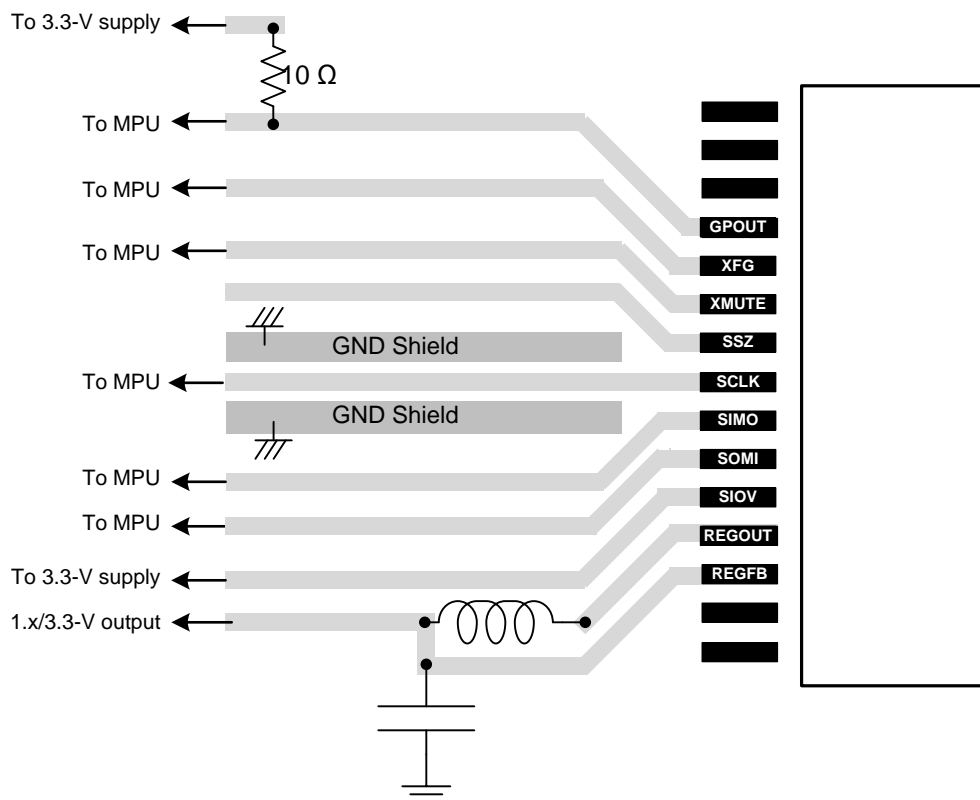 To 3.3-V supply
10 Ω
To MPU
To MPU
GPOUT
To MPU
XFG
XMUTE
SSZ
GND Shield
To MPU
SCLK
GND Shield
SIMO
SOMI
To MPU
SIOV
To MPU
REGOUT
To 3.3-V supply
REGFB
1.x/3.3-V output